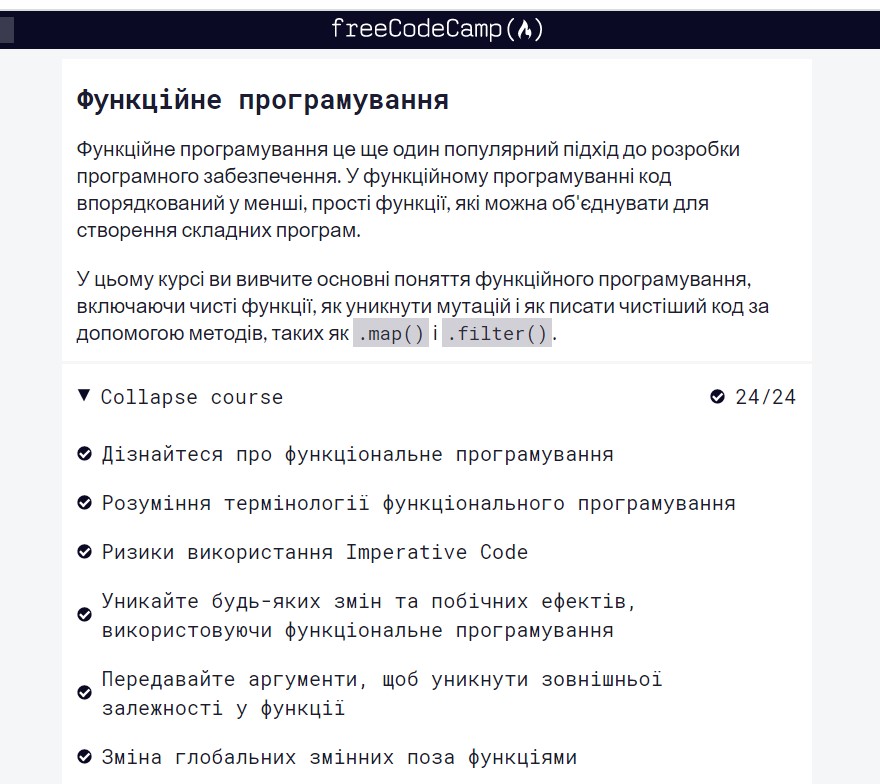 freeCodeCamp
Функційне програмування
Функційне програмування це ще один популярний підхід до розробки
програмного забезпечення. У функційному програмуванні код
впорядкований у менші, прості функції, які можна об'єднувати для
створення складних програм.
У цьому курсі ви вивчите основні поняття функційного програмування,
включаючи чисті функції, як уникнути мутацій і як писати чистіший код за
допомогою методів, таких як .map() і .filter().
Collapse course 24/24
Дізнайтеся про функціональне програмування
Розуміння термінології функціонального програмування
Ризики використання Imperative Code
Уникайте будь-яких змін та побічних ефектів,
використовуючи функціональне програмування
Передавайте аргументи, щоб уникнути зовнішньої
залежності у функції
Зміна глобальних змінних поза функціями